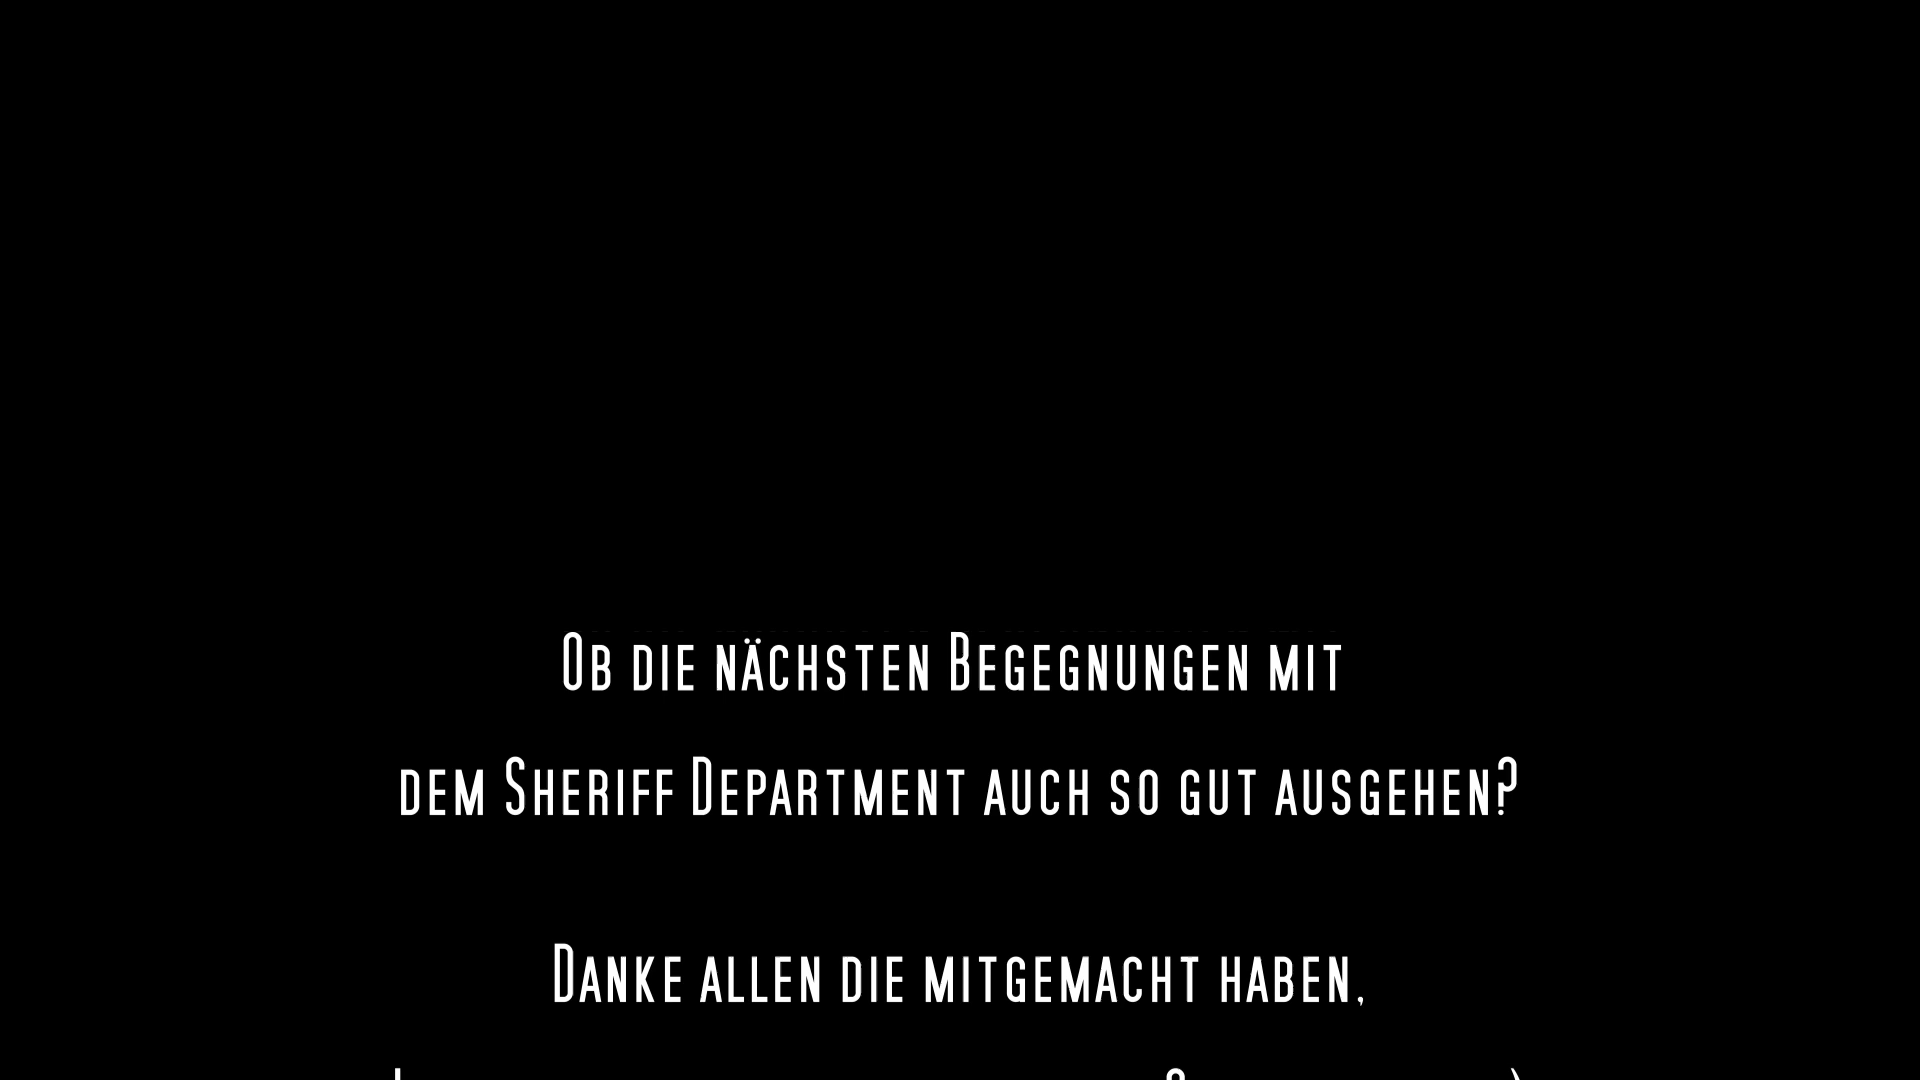 Ob die nächsten Begegnungen mit
dem Sheriff Department auch so gut ausgehen?
Danke allen die mitgemacht haben,